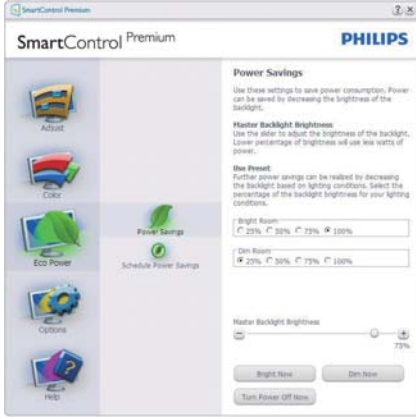 SmartControl Premium
SmartControl Premium
PHILIPS
Adjust
Color
Eco Power
Options
Help
Power Savings
Schedule Power Savings
Power Savings
Use these settings to save power consumption. Power
can be saved by decreasing the brightness of the
backlight.
Master Backlight Brightness
Use the slider to adjust the brightness of the backlight.
Lower percentage of brightness will use less watts of
power.
Use Preset
Further power savings can be realized by decreasing
the backlight based on lighting conditions. Select the
percentage of the backlight brightness for your lighting
conditions.
Bright Room
25% 50% 75% 100%
Dim Room
25% 50% 75% 100%
Master Backlight Brightness
75%
Bright Now Dim Now
Turn Power Off Now